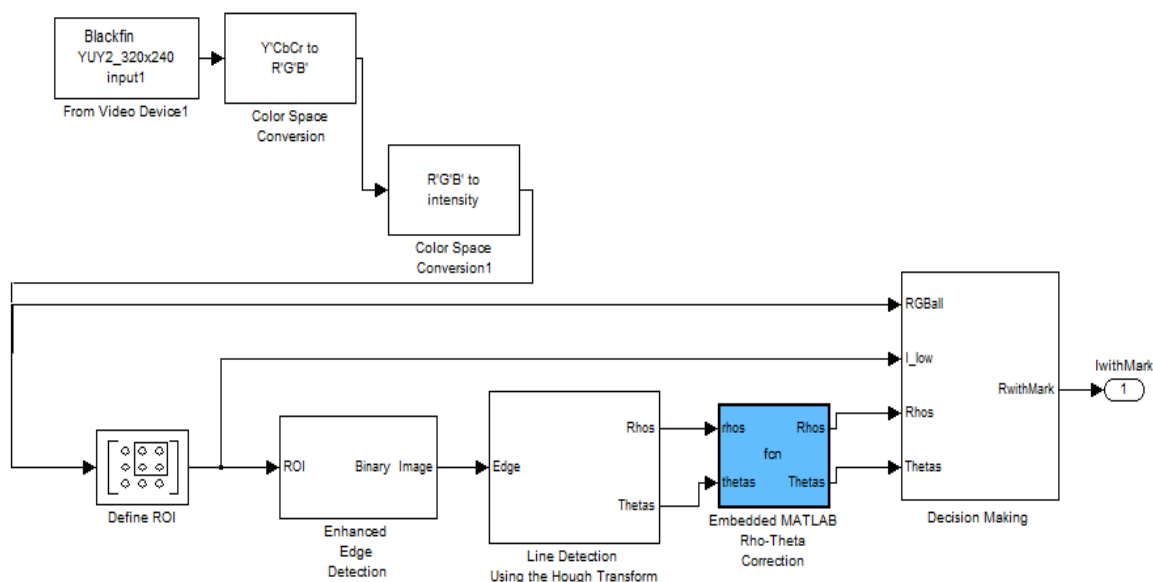 Blackfin
YUY2_320x240
input1
From Video Device1
Y'CbCr to
R'G'B'
Color Space
Conversion
R'G'B' to
intensity
Color Space
Conversion1
Define ROI
ROI
Binary Image
Enhanced
Edge
Detection
Edge
Rhos
Thetas
Line Detection
Using the Hough Transform
rhos
thetas
fcn
Rhos
Thetas
Embedded MATLAB
Rho-Theta
Correction
RGBall
I_low
Rhos
Thetas
RwithMark
Decision Making
IwithMark
1